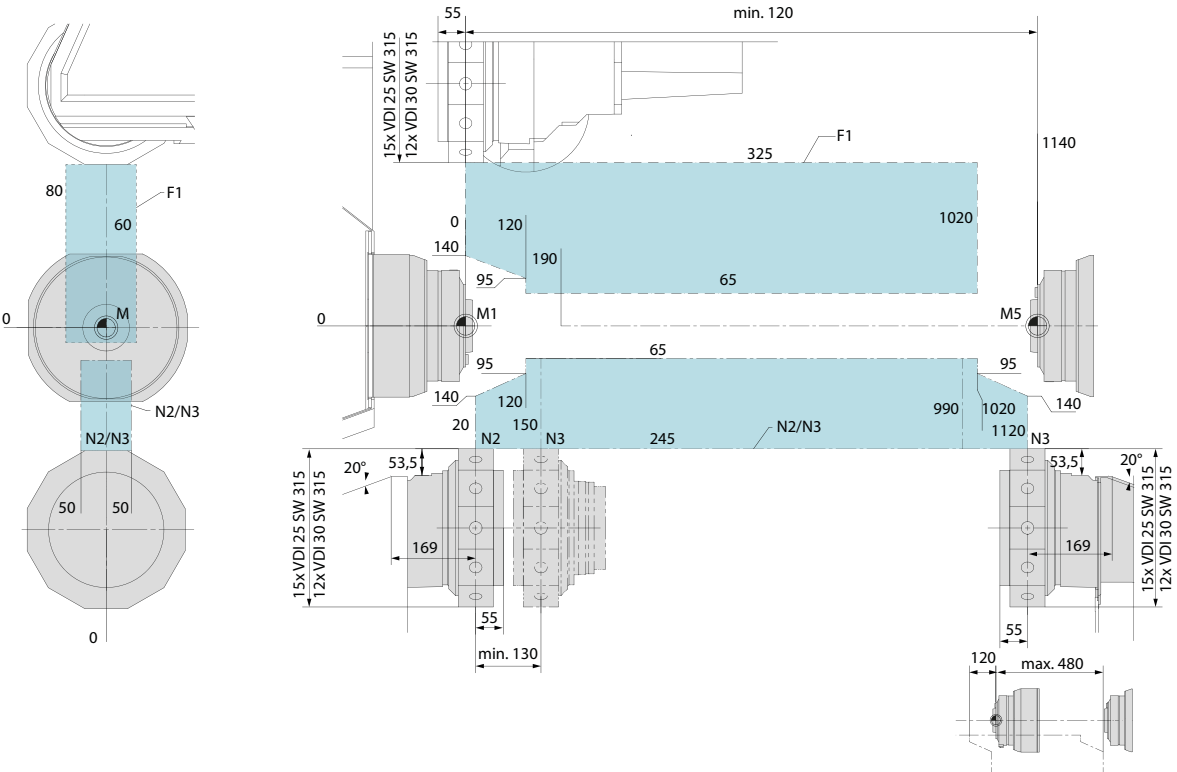 55
min. 120
15x VDI 25 SW 315
12x VDI 30 SW 315
F1
325
1140
80
F1
60
0
120
1020
140
190
95
65
0
M
0
M1
M5
65
95
95
140
120
990
1020
140
N2/N3
20
150
1120
N2/N3
N2
N3
245
N2/N3
N3
20°
53,5
53,5
20°
15x VDI 25 SW 315
12x VDI 30 SW 315
50
50
169
169
15x VDI 25 SW 315
12x VDI 30 SW 315
55
55
0
min. 130
120
max. 480